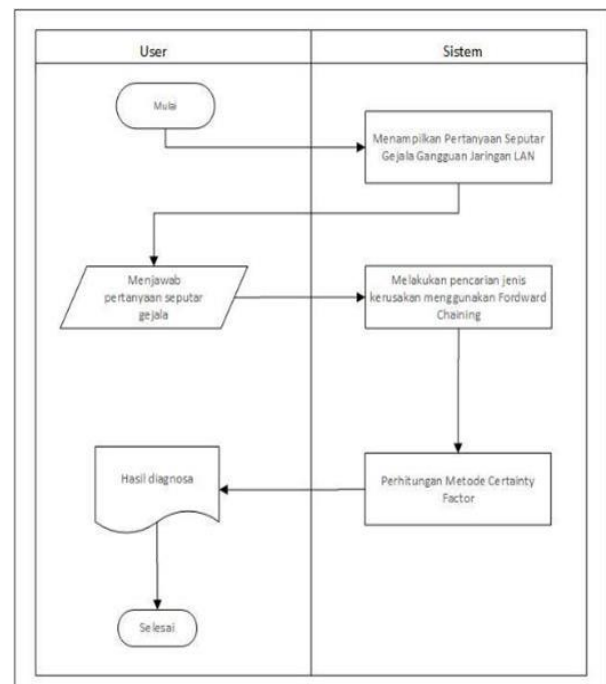 User
Sistem
Mulai
Menampilkan Pertanyaan Seputar
Gejala Gangguan Jaringan LAN
Menjawab
pertanyaan seputar
gejala
Melakukan pencarian jenis
kerusakan menggunakan Fordward
Chaining
Hasil diagnosa
Perhitungan Metode Certainty
Factor
Selesai